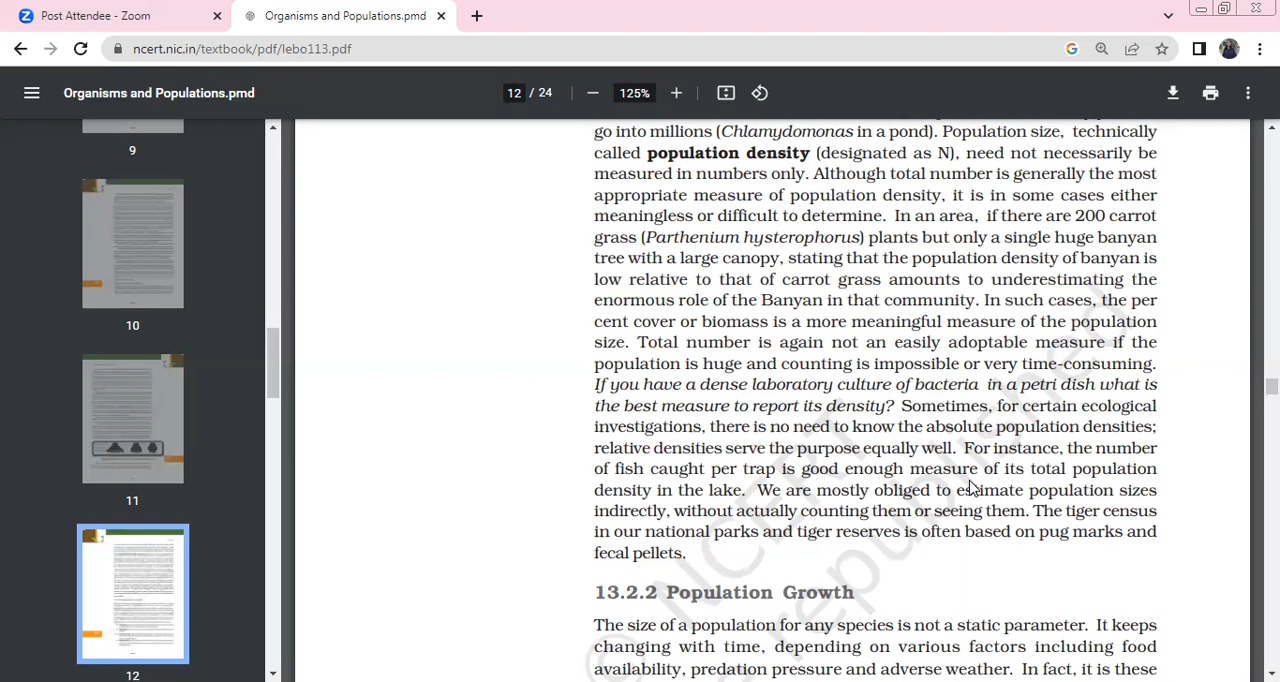 Post Attendee - Zoom
Organisms and Populations.pmd
ncert.nic.in/textbook/pdf/lebo113.pdf
Organisms and Populations.pmd
12 / 24
125%
9
10
11
12
go into millions (Chlamydomonas in a pond). Population size, technically
called population density (designated as N), need not necessarily be
measured in numbers only. Although total number is generally the most
appropriate measure of population density, it is in some cases either
meaningless or difficult to determine. In an area, if there are 200 carrot
grass (Parthenium hysterophorus) plants but only a single huge banyan
tree with a large canopy, stating that the population density of banyan is
low relative to that of carrot grass amounts to underestimating the
enormous role of the Banyan in that community. In such cases, the per
cent cover or biomass is a more meaningful measure of the population
size. Total number is again not an easily adoptable measure if the
population is huge and counting is impossible or very time-consuming.
If you have a dense laboratory culture of bacteria in a petri dish what is
the best measure to report its density? Sometimes, for certain ecological
investigations, there is no need to know the absolute population densities;
relative densities serve the purpose equally well. For instance, the number
of fish caught per trap is good enough measure of its total population
density in the lake. We are mostly obliged to estimate population sizes
indirectly, without actually counting them or seeing them. The tiger census
in our national parks and tiger reserves is often based on pug marks and
fecal pellets.
13.2.2 Population Growth
The size of a population for any species is not a static parameter. It keeps
changing with time, depending on various factors including food
availability, predation pressure and adverse weather. In fact, it is these
© NCERT
republished